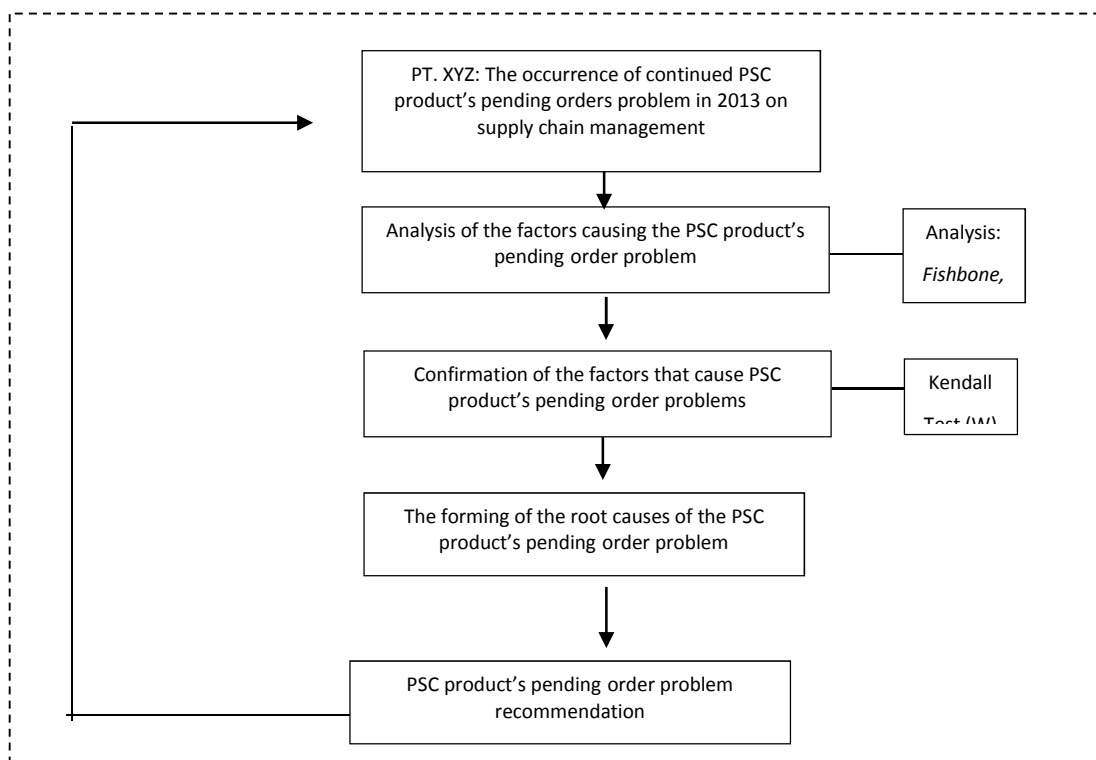 PT. XYZ: The occurrence of continued PSC
product’s pending orders problem in 2013 on
supply chain management
Analysis of the factors causing the PSC product’s
pending order problem
Analysis:
Fishbone,
Confirmation of the factors that cause PSC
product’s pending order problems
Kendall
Test (W)
The forming of the root causes of the PSC
product’s pending order problem
PSC product’s pending order problem
recommendation